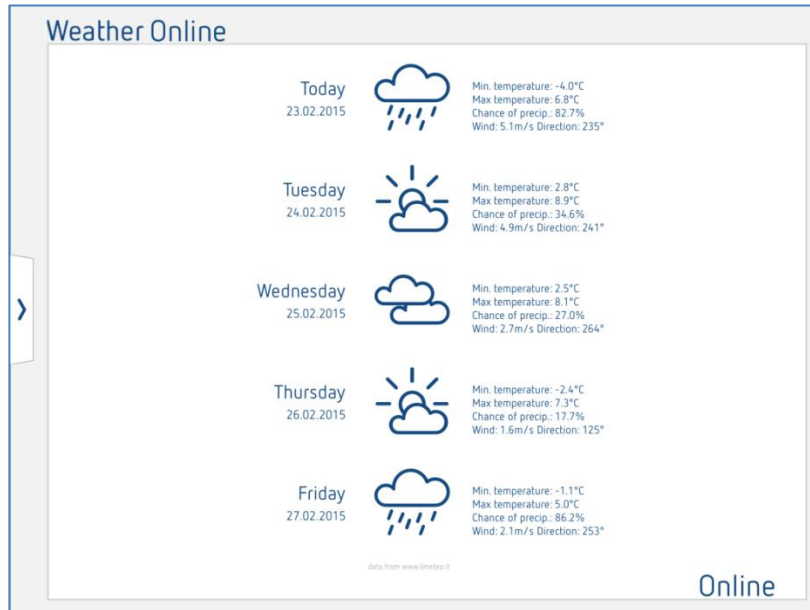 Weather Online
Today
23.02.2015
Min. temperature: -4.0°C
Max temperature: 6.8°C
Chance of precip.: 82.7%
Wind: 5.1m/s Direction: 235°
Tuesday
24.02.2015
Min. temperature: 2.8°C
Max temperature: 8.9°C
Chance of precip.: 34.6%
Wind: 4.9m/s Direction: 241°
Wednesday
25.02.2015
Min. temperature: 2.5°C
Max temperature: 8.1°C
Chance of precip.: 27.0%
Wind: 2.7m/s Direction: 264°
Thursday
26.02.2015
Min. temperature: -2.4°C
Max temperature: 7.3°C
Chance of precip.: 17.7%
Wind: 1.6m/s Direction: 125°
Friday
27.02.2015
Min. temperature: -1.1°C
Max temperature: 5.0°C
Chance of precip.: 86.2%
Wind: 2.1m/s Direction: 253°
data from
Online